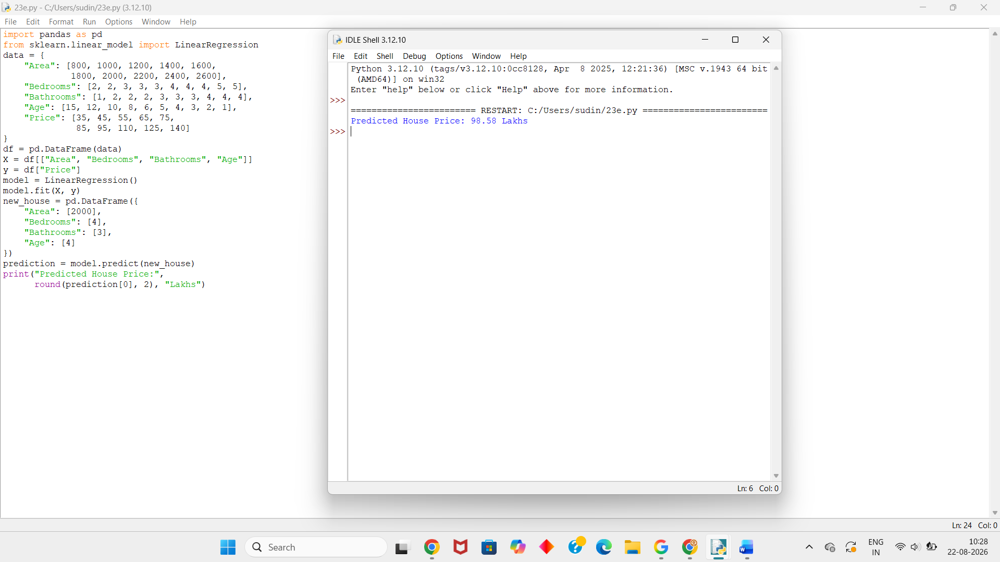 23e.py - C:/Users/sudin/23e.py (3.12.10)
File Edit Format Run Options Window Help
import pandas as pd
from sklearn.linear_model import LinearRegression
data = {
    "Area": [800, 1000, 1200, 1400, 1600,
             1800, 2000, 2200, 2400, 2600],
    "Bedrooms": [2, 2, 3, 3, 3, 4, 4, 4, 5, 5],
    "Bathrooms": [1, 2, 2, 2, 3, 3, 3, 4, 4, 4],
    "Age": [15, 12, 10, 8, 6, 5, 4, 3, 2, 1],
    "Price": [35, 45, 55, 65, 75,
              85, 95, 110, 125, 140]
}
df = pd.DataFrame(data)
X = df[["Area", "Bedrooms", "Bathrooms", "Age"]]
y = df["Price"]
model = LinearRegression()
model.fit(X, y)
new_house = pd.DataFrame({
    "Area": [2000],
    "Bedrooms": [4],
    "Bathrooms": [3],
    "Age": [4]
})
prediction = model.predict(new_house)
print("Predicted House Price:",
      round(prediction[0], 2), "Lakhs")
IDLE Shell 3.12.10
File Edit Shell Debug Options Window Help
Python 3.12.10 (tags/v3.12.10:0cc8128, Apr  8 2025, 12:21:36) [MSC v.1943 64 bit
 (AMD64)] on win32
Enter "help" below or click "Help" above for more information.
>>>
======================== RESTART: C:/Users/sudin/23e.py ========================
Predicted House Price: 98.58 Lakhs
>>>
Ln: 6 Col: 0
Ln: 24 Col: 0
Search
ENG
IN
10:28
22-08-2026